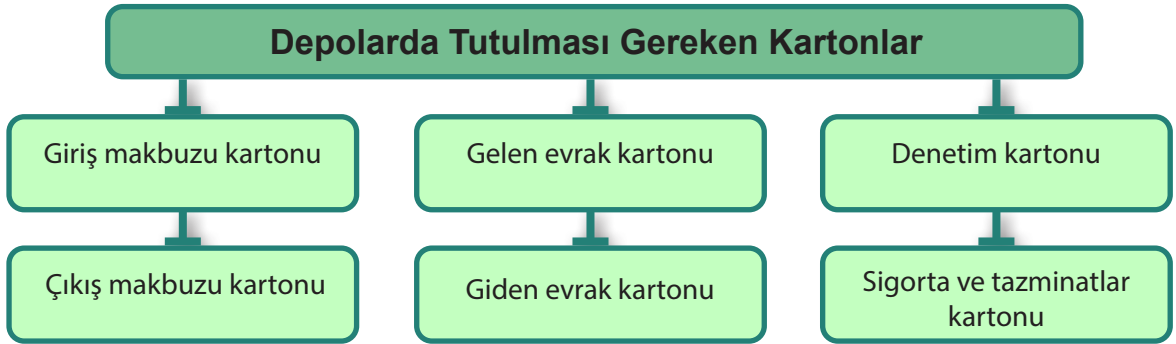 Depolarda Tutulması Gereken Kartonlar
Giriş makbuzu kartonu
Gelen evrak kartonu
Denetim kartonu
Çıkış makbuzu kartonu
Giden evrak kartonu
Sigorta ve tazminatlar
kartonu